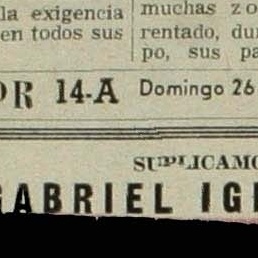 la exigencia
en todos sus
muchas zo
rentado, du
po, sus pa
OR 14-A Domingo 26
SUPLICAMO
GABRIEL IG